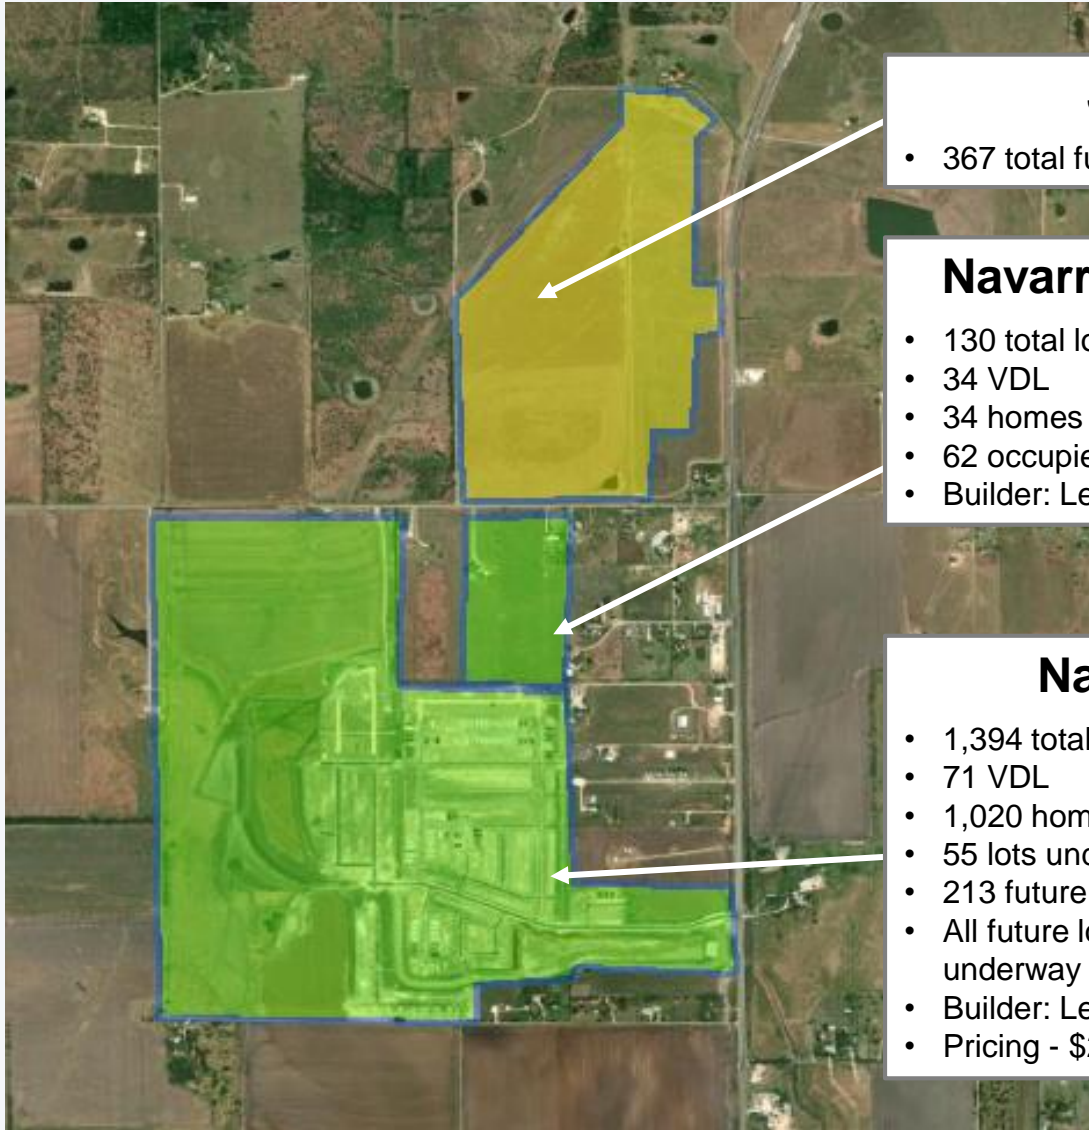 • 367 total fu
Navarr
• 130 total lo
• 34 VDL
• 34 homes
• 62 occupie
• Builder: Le
Na
• 1,394 total
• 71 VDL
• 1,020 hom
• 55 lots und
• 213 future
• All future lo
underway
• Builder: Le
• Pricing - $